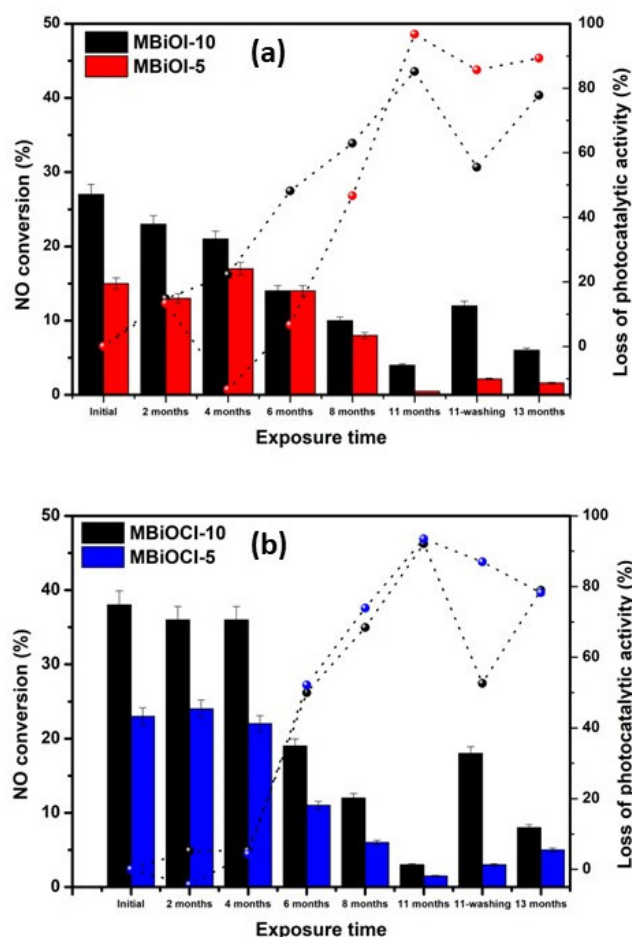 (a)
MBiOI-10
MBiOI-5
NO conversion (%)
50
40
30
20
10
0
Loss of photocatalytic activity (%)
100
80
60
40
20
0
Initial 2 months 4 months 6 months 8 months 11 months 11-washing 13 months
Exposure time
(b)
MBiOCl-10
MBiOCl-5
NO conversion (%)
50
40
30
20
10
0
Loss of photocatalytic activity (%)
100
80
60
40
20
0
Initial 2 months 4 months 6 months 8 months 11 months 11-washing 13 months
Exposure time